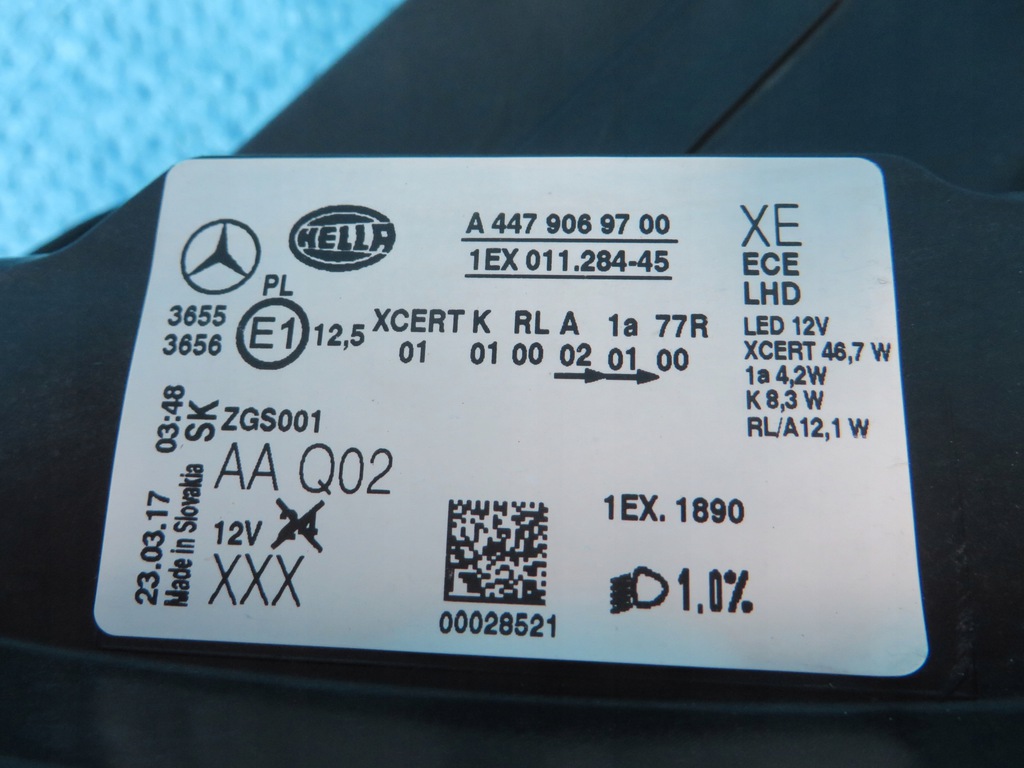 HELLA
A 447 906 97 00
1EX 011.284-45
XE
ECE
LHD
LED 12V
XCERT 46,7 W
1a 4,2W
K 8,3 W
RL/A12,1 W
PL
3655
3656
E1
12,5
XCERT K RL A 1a 77R
01 01 00 02 01 00
23.03.17 03:48
Made in Slovakia SK
ZGS001
AA Q02
12V 24
XXX
00028521
1EX. 1890
1,0%